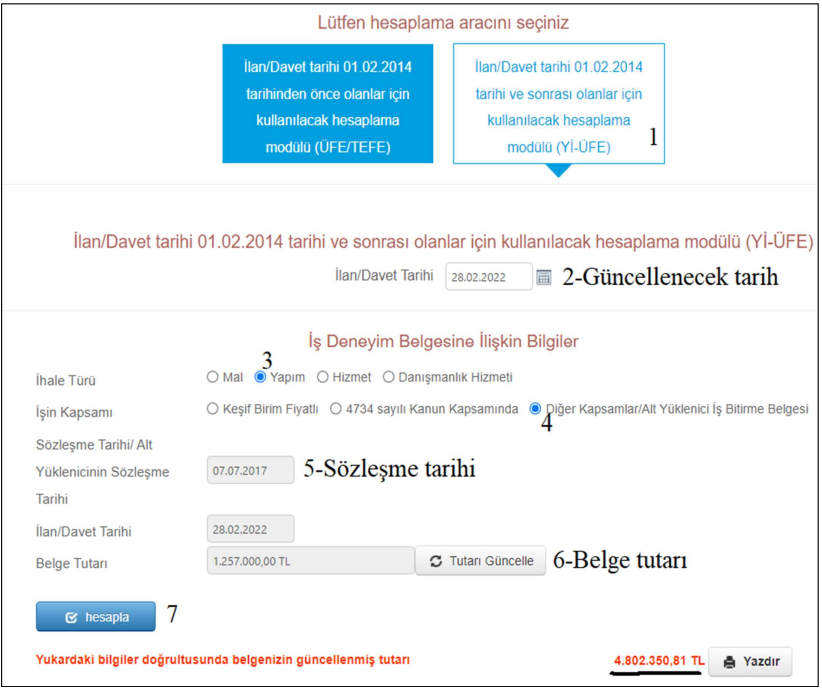 Lütfen hesaplama aracını seçiniz
İlan/Davet tarihi 01.02.2014
tarihinden önce olanlar için
kullanılacak hesaplama
modülü (ÜFE/TEFE)
İlan/Davet tarihi 01.02.2014
tarihi ve sonrası olanlar için
kullanılacak hesaplama
modülü (Yİ-ÜFE)
1
İlan/Davet tarihi 01.02.2014 tarihi ve sonrası olanlar için kullanılacak hesaplama modülü (Yİ-ÜFE)
İlan/Davet Tarihi 28.02.2022 2-Güncellenecek tarih
İş Deneyim Belgesine İlişkin Bilgiler
3
İhale Türü Mal Yapım Hizmet Danışmanlık Hizmeti
İşin Kapsamı Keşif Birim Fiyatlı 4734 sayılı Kanun Kapsamında Diğer Kapsamlar/Alt Yüklenici İş Bitirme Belgesi
4
Sözleşme Tarihi/ Alt
Yüklenicinin Sözleşme 07.07.2017 5-Sözleşme tarihi
Tarihi
İlan/Davet Tarihi 28.02.2022
Belge Tutarı 1.257.000,00 TL Tutarı Güncelle 6-Belge tutarı
hesapla 7
Yukardaki bilgiler doğrultusunda belgenizin güncellenmiş tutarı 4.802.350,81 TL Yazdır